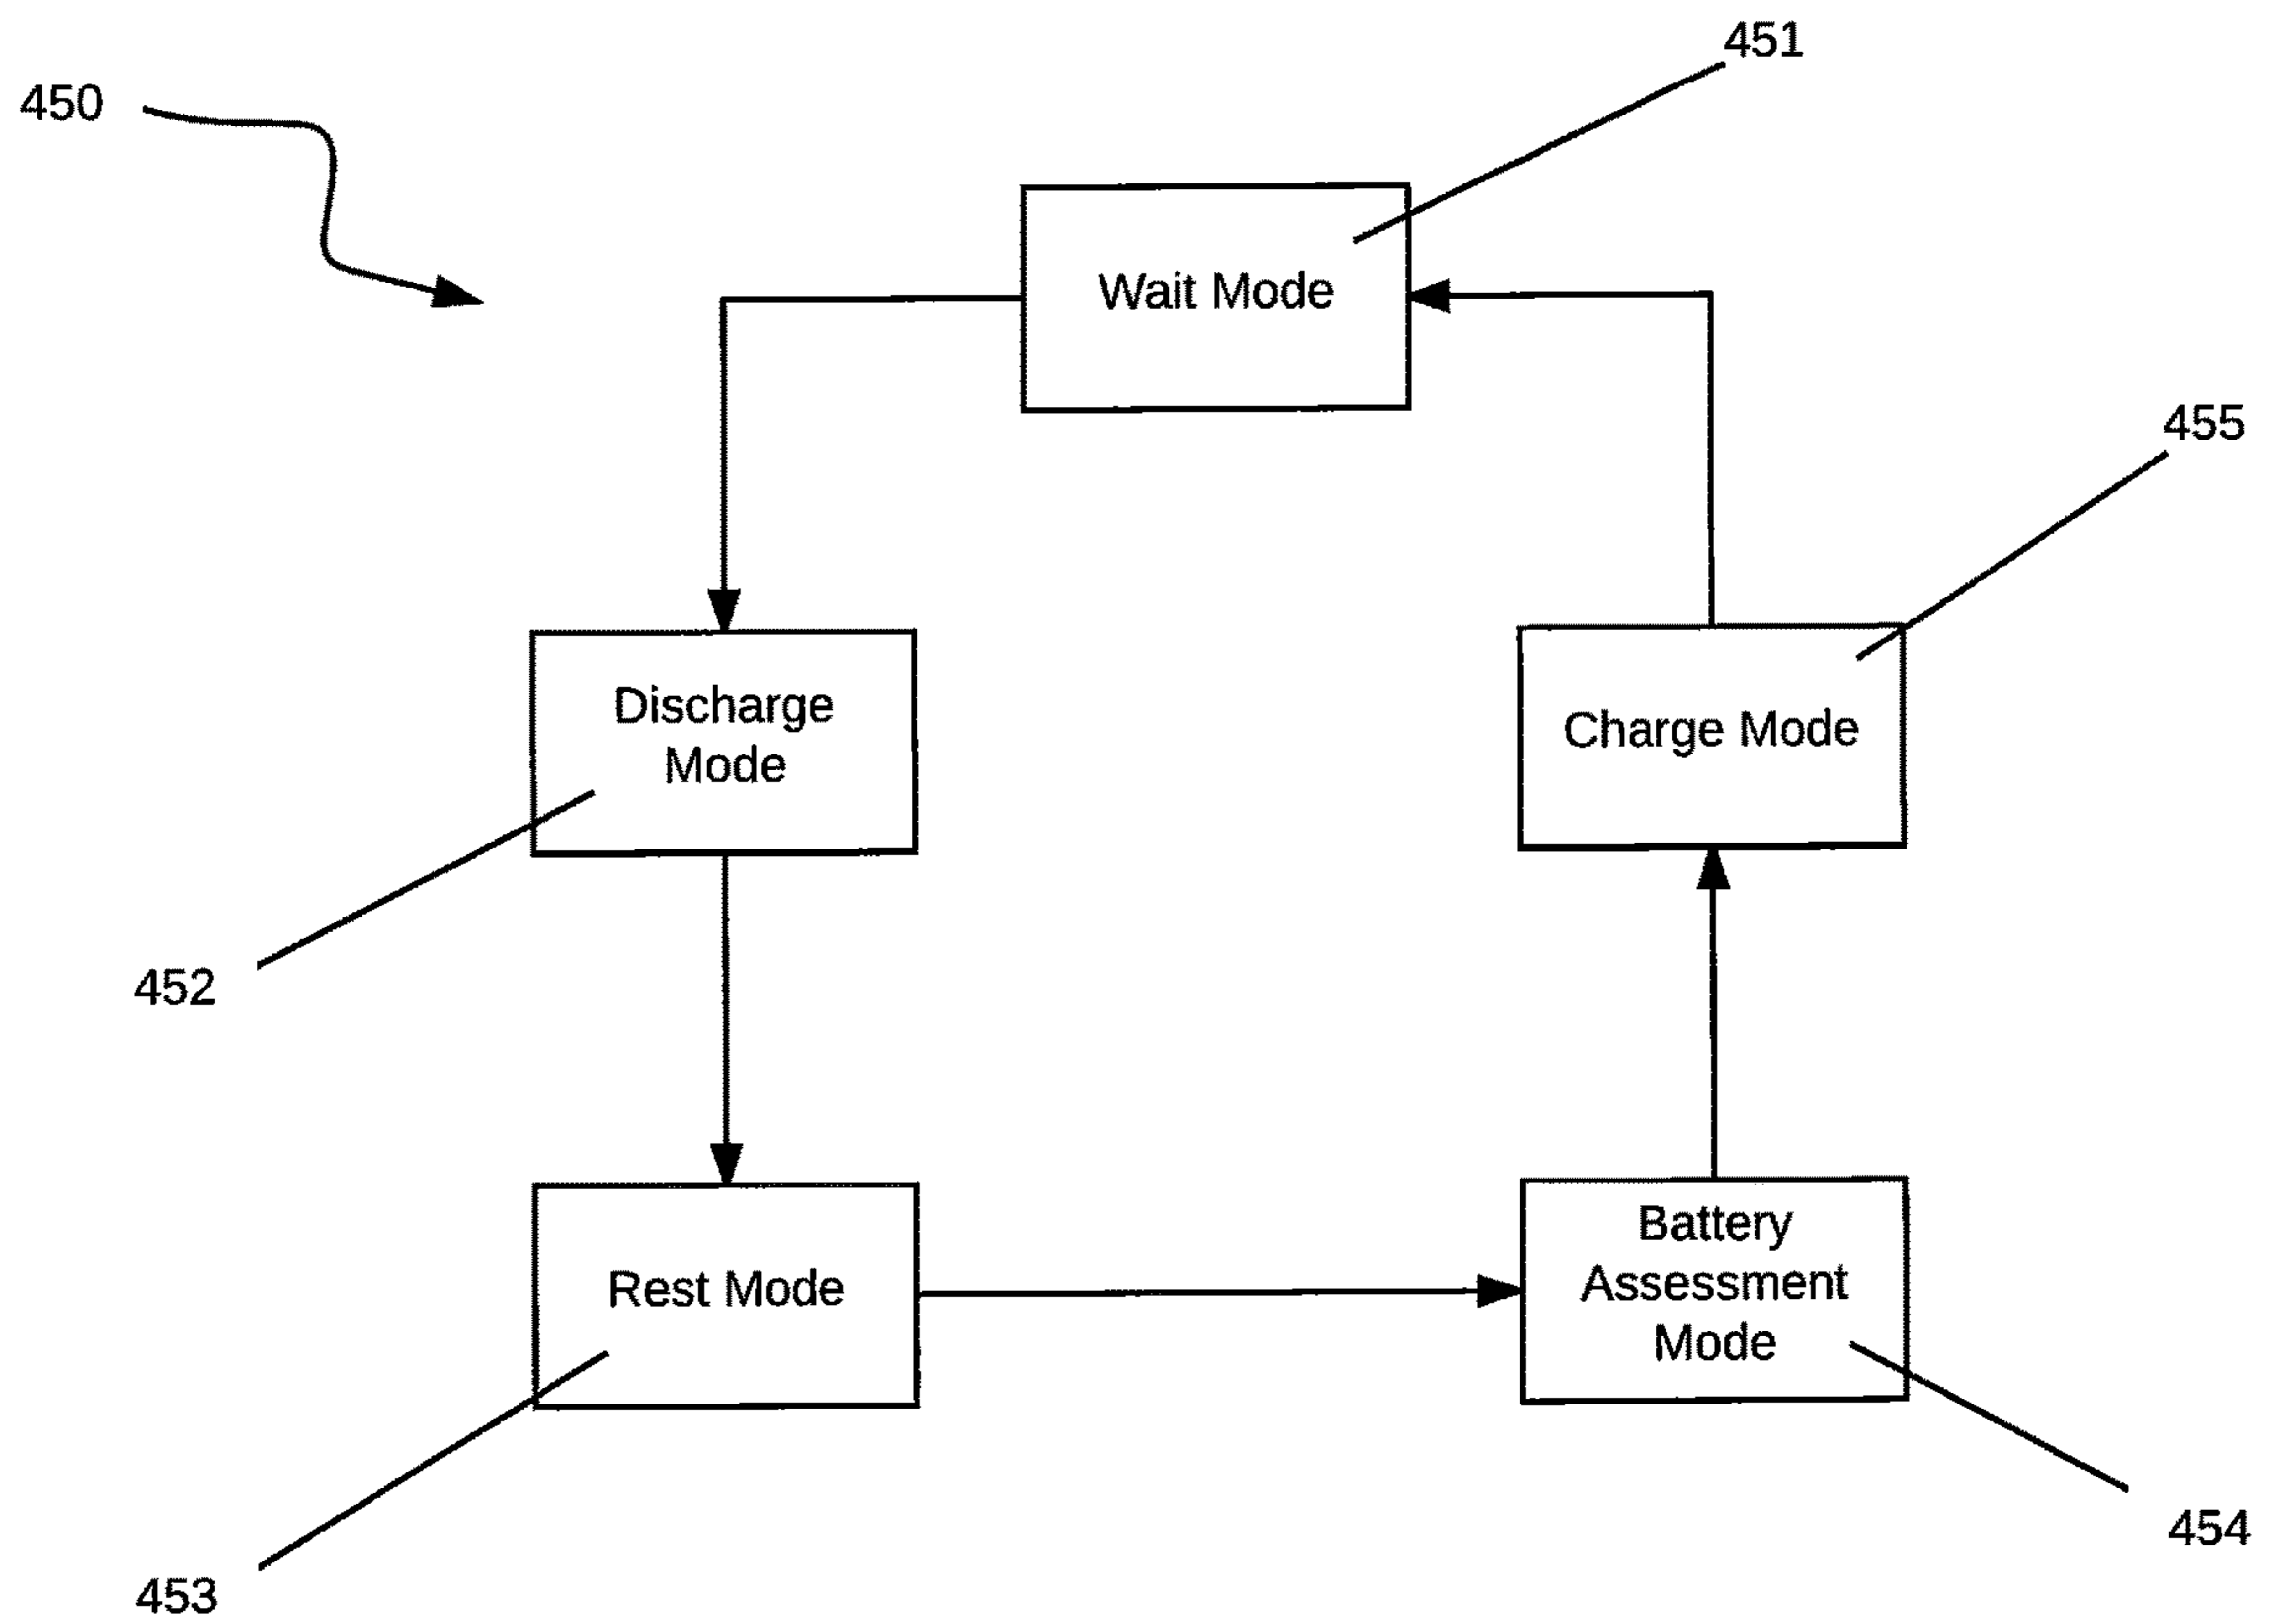 451
450
Wait Mode
455
Discharge
Mode
Charge Mode
452
Battery
Assessment
Mode
Rest Mode
454
453